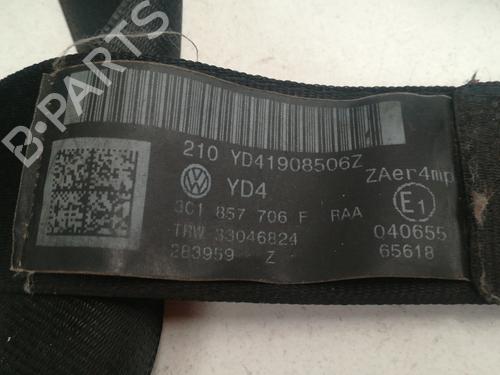 B-PARTS
210 YD41908506Z
ZAer4mp
YD4
E1
3C1 857 706 F RAA
040655
TRW-33046824
65618
283959 Z